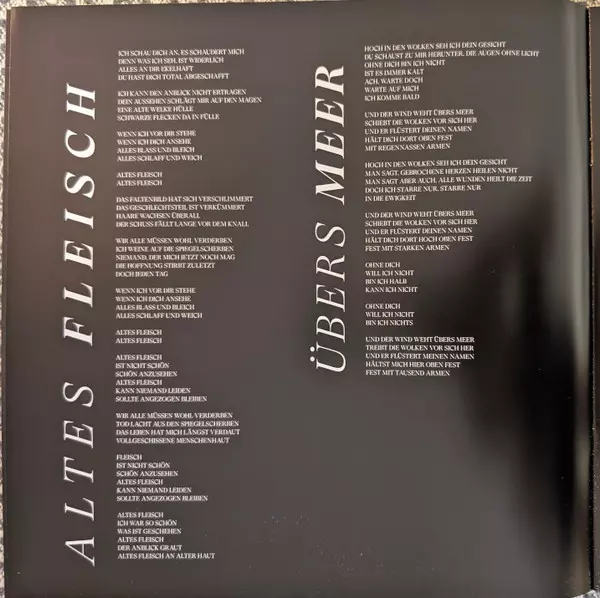 ALTES FLEISCH
ICH SCHAU DICH AN, ES SCHAUDERT MICH
DENN WAS ICH SEH, IST WIDERLICH
ALLES AN DIR EKELHAFT
DU HAST DICH TOTAL ABGESCHAFFT
ICH KANN DEN ANBLICK NICHT ERTRAGEN
DEIN AUSSEHEN SCHLÄGT MIR AUF DEN MAGEN
EINE ALTE WELKE HÜLLE
SCHWARZE FLECKEN DA IN FÜLLE
WENN ICH VOR DIR STEHE
WENN ICH DICH ANSEHE
ALLES BLASS UND BLEICH
ALLES SCHLAFF UND WEICH
ALTES FLEISCH
ALTES FLEISCH
DAS FALTENBILD HAT SICH VERSCHLIMMERT
DAS GESCHLECHTSTEIL IST VERKÜMMERT
HAARE WACHSEN ÜBERALL
DER SCHUSS FÄLLT LANGE VOR DEM KNALL
WIR ALLE MÜSSEN WOHL VERDERBEN
ICH WEINE AUF DIE SPIEGELSCHERBEN
NIEMAND, DER MICH JETZT NOCH MAG
DIE HOFFNUNG STIRBT ZULETZT
DOCH JEDEN TAG
WENN ICH VOR DIR STEHE
WENN ICH DICH ANSEHE
ALLES BLASS UND BLEICH
ALLES SCHLAFF UND WEICH
ALTES FLEISCH
ALTES FLEISCH
ALTES FLEISCH
IST NICHT SCHÖN
SCHÖN ANZUSEHEN
ALTES FLEISCH
KANN NIEMAND LEIDEN
SOLLTE ANGEZOGEN BLEIBEN
WIR ALLE MÜSSEN WOHL VERDERBEN
TOD LACHT AUS DEN SPIEGELSCHERBEN
DAS LEBEN HAT MICH LÄNGST VERDAUT
VOLLGESCHISSENE MENSCHENHAUT
FLEISCH
IST NICHT SCHÖN
SCHÖN ANZUSEHEN
ALTES FLEISCH
KANN NIEMAND LEIDEN
SOLLTE ANGEZOGEN BLEIBEN
ALTES FLEISCH
ICH WAR SO SCHÖN
WAS IST GESCHEHEN
ALTES FLEISCH
DER ANBLICK GRAUT
ALTES FLEISCH AN ALTER HAUT
ÜBERS MEER
HOCH IN DEN WOLKEN SEH ICH DEIN GESICHT
DU SCHAUST ZU MIR HERUNTER, DIE AUGEN OHNE LICHT
OHNE DICH BIN ICH NICHT
IST ES IMMER KALT
ACH, WARTE DOCH
WARTE AUF MICH
ICH KOMME BALD
UND DER WIND WEHT ÜBERS MEER
SCHIEBT DIE WOLKEN VOR SICH HER
UND ER FLÜSTERT DEINEN NAMEN
HÄLT DICH DORT OBEN FEST
MIT REGENNASSEN ARMEN
HOCH IN DEN WOLKEN SEH ICH DEIN GESICHT
MAN SAGT, GEBROCHENE HERZEN HEILEN NICHT
MAN SAGT ABER AUCH, ALLE WUNDEN HEILT DIE ZEIT
DOCH ICH STARRE NUR, STARRE NUR
IN DIE EWIGKEIT
UND DER WIND WEHT ÜBERS MEER
SCHIEBT DIE WOLKEN VOR SICH HER
UND ER FLÜSTERT DEINEN NAMEN
HÄLT DICH DORT HOCH OBEN FEST
FEST MIT STARKEN ARMEN
OHNE DICH
WILL ICH NICHT
BIN ICH HALB
KANN ICH NICHT
OHNE DICH
WILL ICH NICHT
BIN ICH NICHTS
UND DER WIND WEHT ÜBERS MEER
TREIBT DIE WOLKEN VOR SICH HER
UND ER FLÜSTERT MEINEN NAMEN
HÄLTST MICH HIER OBEN FEST
FEST MIT TAUSEND ARMEN